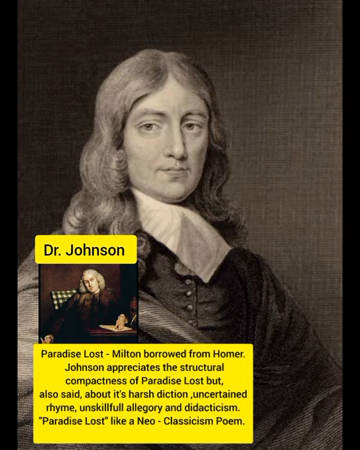 Dr. Johnson
Paradise Lost - Milton borrowed from Homer.
Johnson appreciates the structural
compactness of Paradise Lost but,
also said, about it's harsh diction ,uncertained
rhyme, unskillfull allegory and didacticism.
"Paradise Lost" like a Neo - Classicism Poem.